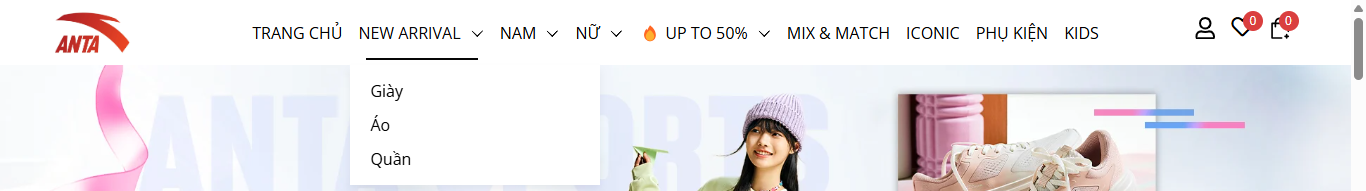 ANTA
TRANG CHỦ NEW ARRIVAL NAM NỮ UP TO 50% MIX & MATCH ICONIC PHỤ KIỆN KIDS
0 0
Giày
Áo
Quần